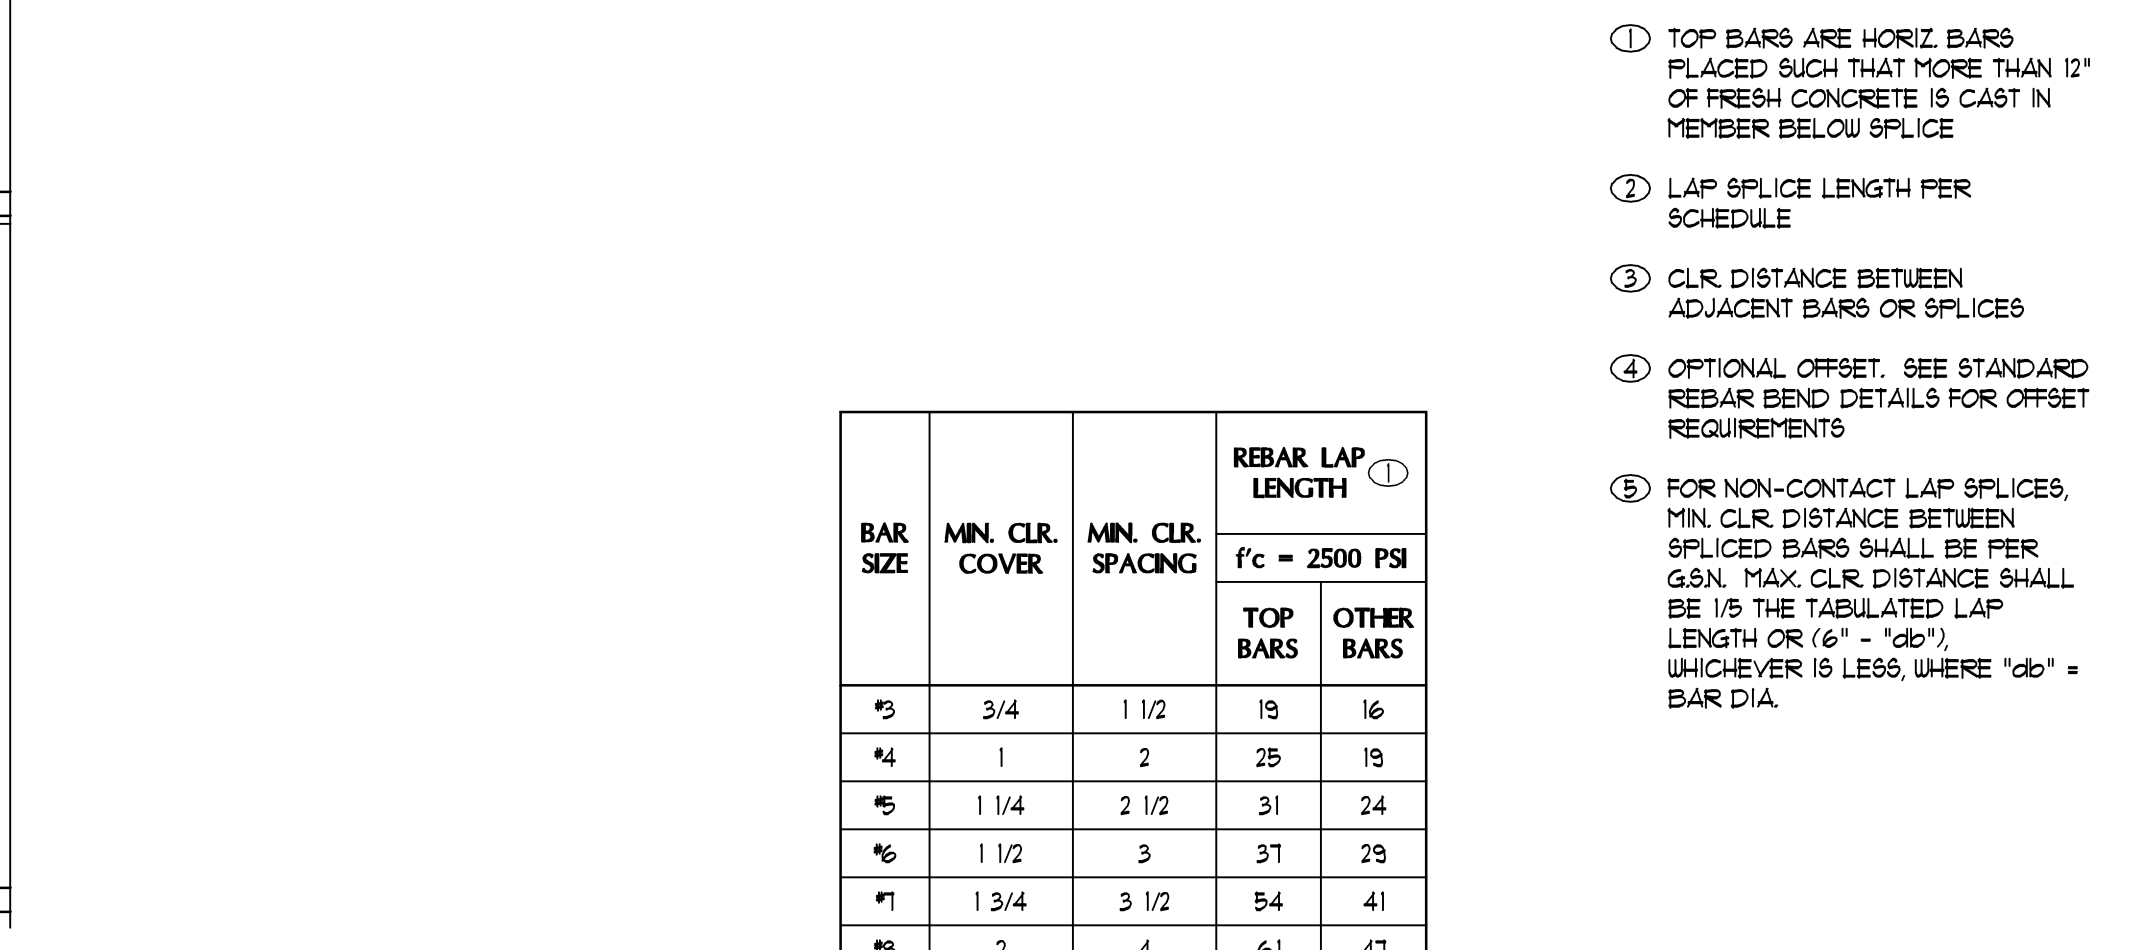 1 TOP BARS ARE HORIZ. BARS
PLACED SUCH THAT MORE THAN 12"
OF FRESH CONCRETE IS CAST IN
MEMBER BELOW SPLICE
2 LAP SPLICE LENGTH PER
SCHEDULE
3 CLR. DISTANCE BETWEEN
ADJACENT BARS OR SPLICES
4 OPTIONAL OFFSET. SEE STANDARD
REBAR BEND DETAILS FOR OFFSET
REQUIREMENTS
5 FOR NON-CONTACT LAP SPLICES,
MIN. CLR. DISTANCE BETWEEN
SPLICED BARS SHALL BE PER
G.S.N. MAX. CLR. DISTANCE SHALL
BE 1/5 THE TABULATED LAP
LENGTH OR (6" - "db"),
WHICHEVER IS LESS, WHERE "db" =
BAR DIA.
BAR
SIZE
MIN. CLR.
COVER
MIN. CLR.
SPACING
REBAR LAP 1
LENGTH
f'c = 2500 PSI
TOP
BARS
OTHER
BARS
#3 3/4 1 1/2 19 16
#4 1 2 25 19
#5 1 1/4 2 1/2 31 24
#6 1 1/2 3 37 29
#7 1 3/4 3 1/2 54 41
#8 2 4 61 47